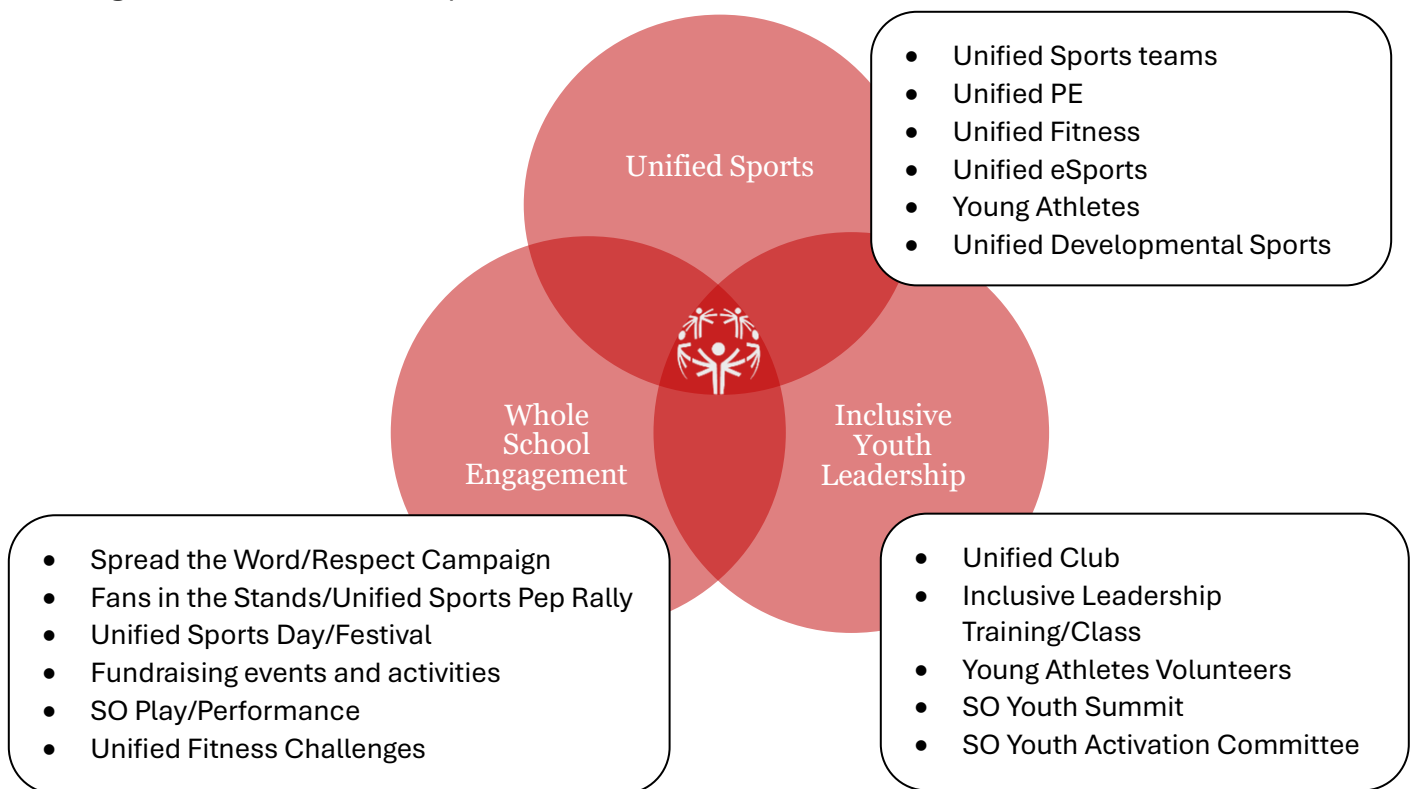 Unified Sports
• Unified Sports teams
• Unified PE
• Unified Fitness
• Unified eSports
• Young Athletes
• Unified Developmental Sports
Whole
School
Engagement
Inclusive
Youth
Leadership
• Spread the Word/Respect Campaign
• Fans in the Stands/Unified Sports Pep Rally
• Unified Sports Day/Festival
• Fundraising events and activities
• SO Play/Performance
• Unified Fitness Challenges
• Unified Club
• Inclusive Leadership
Training/Class
• Young Athletes Volunteers
• SO Youth Summit
• SO Youth Activation Committee